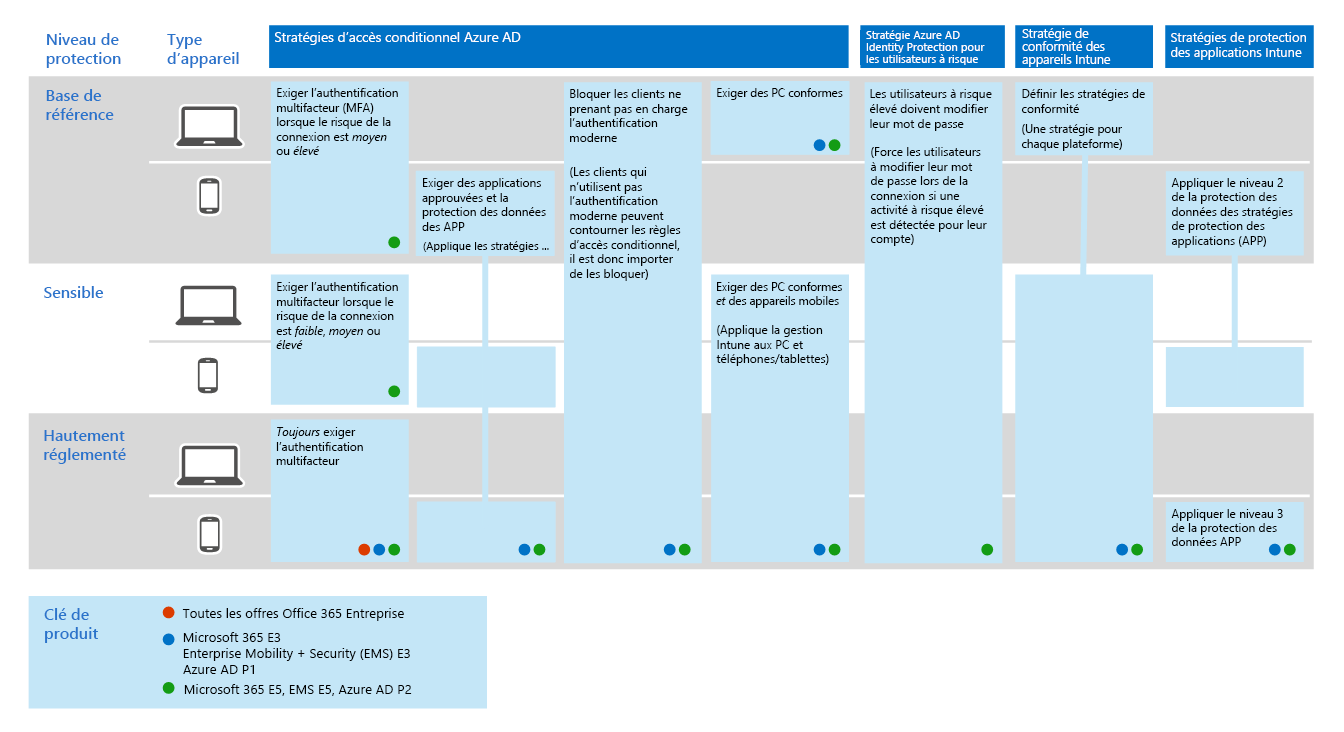 Niveau de
protection
Type
d'appareil
Stratégies d'accès conditionnel Azure AD
Stratégie Azure AD
Identity Protection pour
les utilisateurs à risque
Stratégie de
conformité des
appareils Intune
Stratégies de protection
des applications Intune
Base de
référence
Exiger l'authentification
multifacteur (MFA)
lorsque le risque de la
connexion est moyen
ou élevé
Exiger des applications
approuvées et la
protection des données
des APP
(Applique les stratégies ...
Bloquer les clients ne
prenant pas en charge
l'authentification
moderne
(Les clients qui
n'utilisent pas
l'authentification
moderne peuvent
contourner les règles
d'accès conditionnel,
il est donc importer
de les bloquer)
Exiger des PC conformes
Les utilisateurs à risque
élevé doivent modifier
leur mot de passe
(Force les utilisateurs
à modifier leur mot
de passe lors de la
connexion si une
activité à risque élevé
est détectée pour leur
compte)
Définir les stratégies de
conformité
(Une stratégie pour
chaque plateforme)
Appliquer le niveau 2
de la protection des
données des stratégies
de protection des
applications (APP)
Sensible
Exiger l'authentification
multifacteur lorsque le
risque de la connexion
est faible, moyen ou
élevé
Exiger des PC conformes
et des appareils mobiles
(Applique la gestion
Intune aux PC et
téléphones/tablettes)
Hautement
réglementé
Toujours exiger
l'authentification
multifacteur
Appliquer le niveau 3
de la protection des
données APP
Clé de
produit
Toutes les offres Office 365 Entreprise
Microsoft 365 E3
Enterprise Mobility + Security (EMS) E3
Azure AD P1
Microsoft 365 E5, EMS E5, Azure AD P2